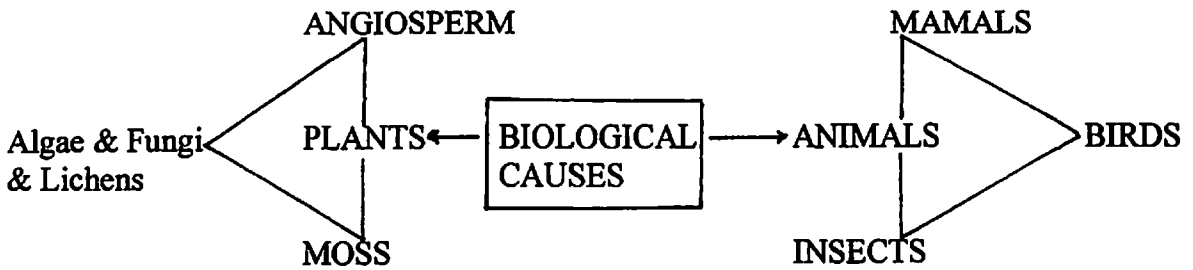 ANGIOSPERM
MAMALS
Algae & Fungi
& Lichens
PLANTS
BIOLOGICAL
CAUSES
ANIMALS
BIRDS
MOSS
INSECTS